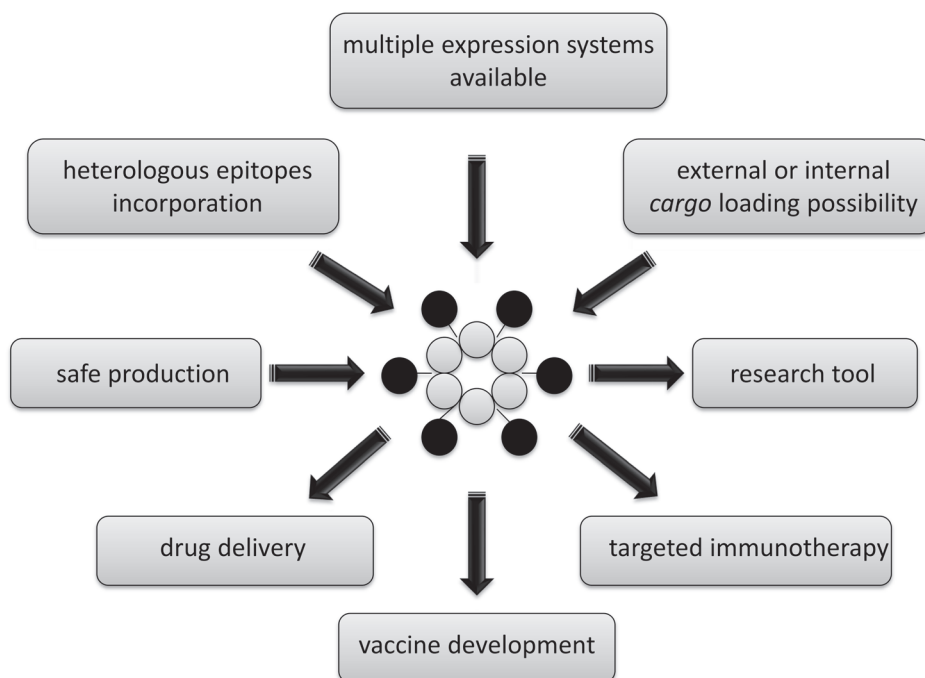 multiple expression systems
available
heterologous epitopes
incorporation
external or internal
cargo loading possibility
safe production
research tool
drug delivery
targeted immunotherapy
vaccine development